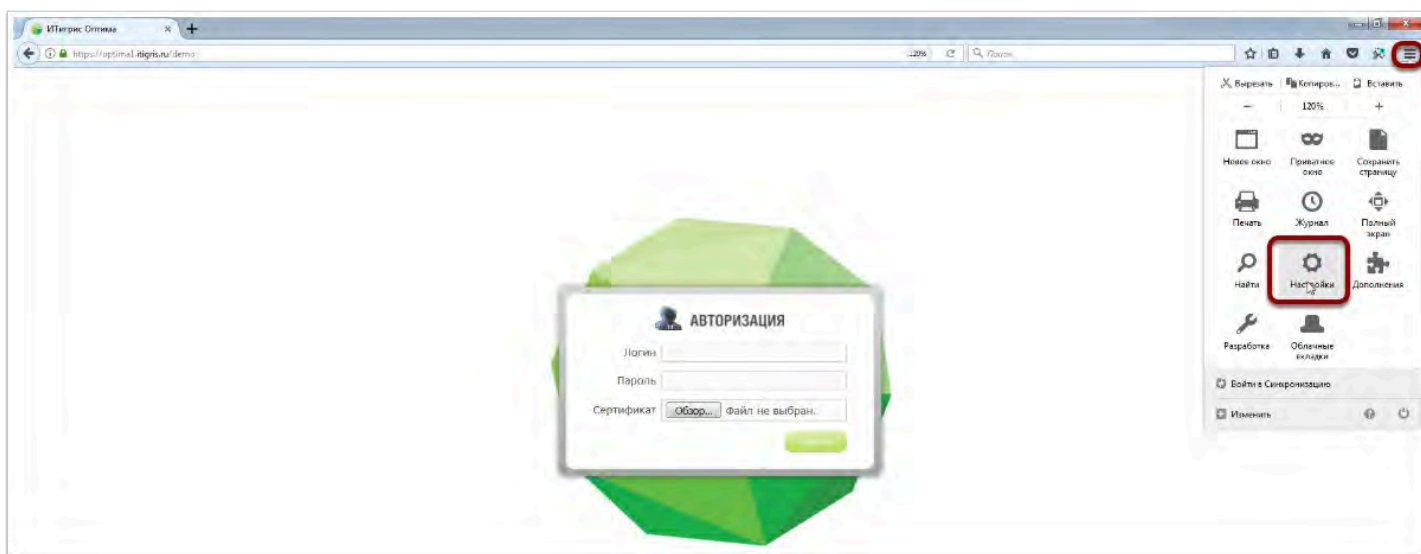 ИТигрис Оптима
https://optima1.itigris.ru/demo
120%
Поиск
Вырезать
Копиров...
Вставить
120%
Новое окно
Приватное
окно
Сохранить
страницу
Печать
Журнал
Полный
экран
Найти
Настройки
Дополнения
Разработка
Облачные
вкладки
Войти в Синхронизацию
Изменить
АВТОРИЗАЦИЯ
Логин
Пароль
Сертификат
Обзор...
Файл не выбран.